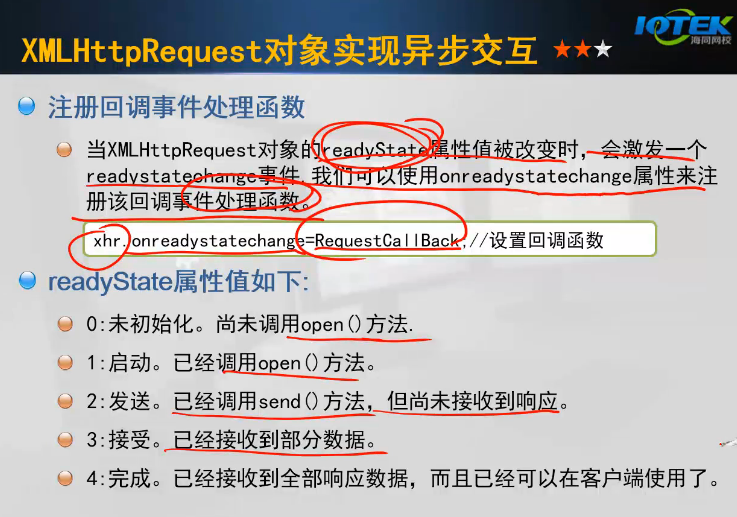 IOTEK
海同网校
XMLHttpRequest对象实现异步交互
注册回调事件处理函数
当XMLHttpRequest对象的readyState属性值被改变时，会激发一个
readystatechange事件,我们可以使用onreadystatechange属性来注
册该回调事件处理函数。
xhr.onreadystatechange=RequestCallBack;//设置回调函数
readyState属性值如下:
0:未初始化。尚未调用open()方法.
1:启动。已经调用open()方法。
2:发送。已经调用send()方法，但尚未接收到响应。
3:接受。已经接收到部分数据。
4:完成。已经接收到全部响应数据，而且已经可以在客户端使用了。